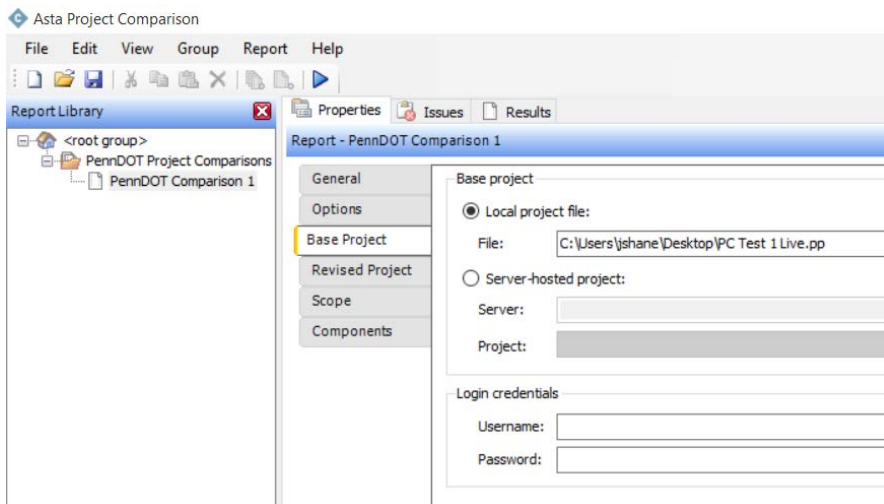 Asta Project Comparison
File Edit View Group Report Help
Report Library
Properties Issues Results
<root group>
PennDOT Project Comparisons
PennDOT Comparison 1
Report - PennDOT Comparison 1
General
Options
Base Project
Revised Project
Scope
Components
Base project
Local project file:
File: C:\Users\jshane\Desktop\PC Test 1 Live.pp
Server-hosted project:
Server:
Project:
Login credentials
Username:
Password: